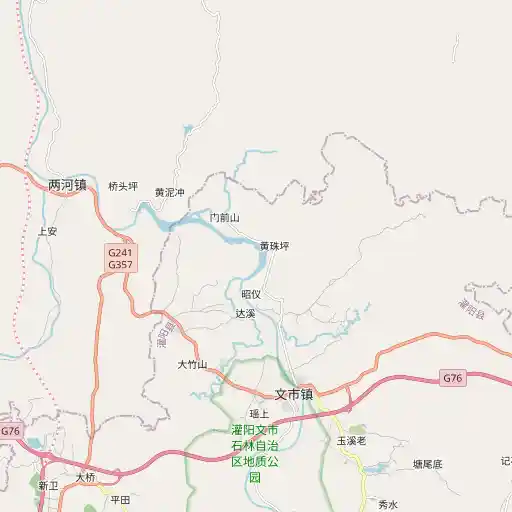 两河镇
桥头坪
黄泥冲
门前山
上安
黄珠坪
G241
G357
昭仪
达溪
灌阳县
灌阳县
大竹山
G76
文市镇
瑶上
G76
灌阳文市
石林自治
区地质公
园
玉溪老
塘尾底
记
大桥
新卫
平田
秀水